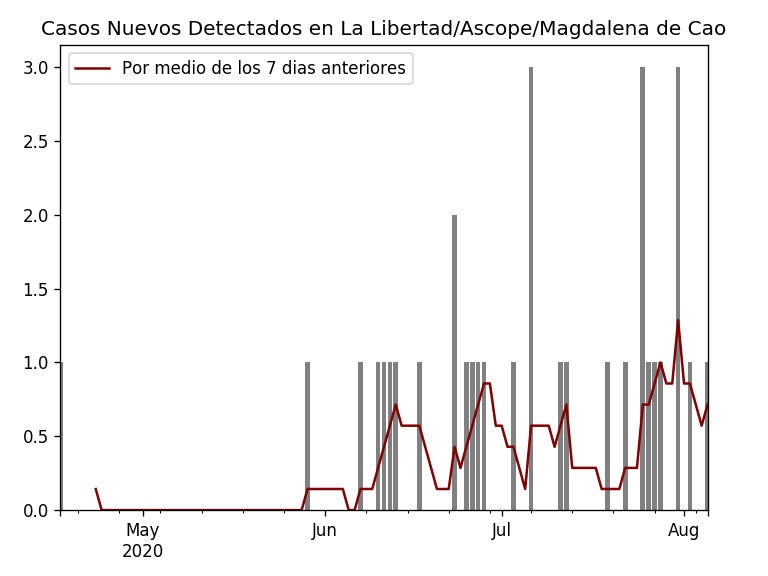 Casos Nuevos Detectados en La Libertad/Ascope/Magdalena de Cao
Por medio de los 7 dias anteriores
3.0
2.5
2.0
1.5
1.0
0.5
0.0
May Jun Jul Aug
2020